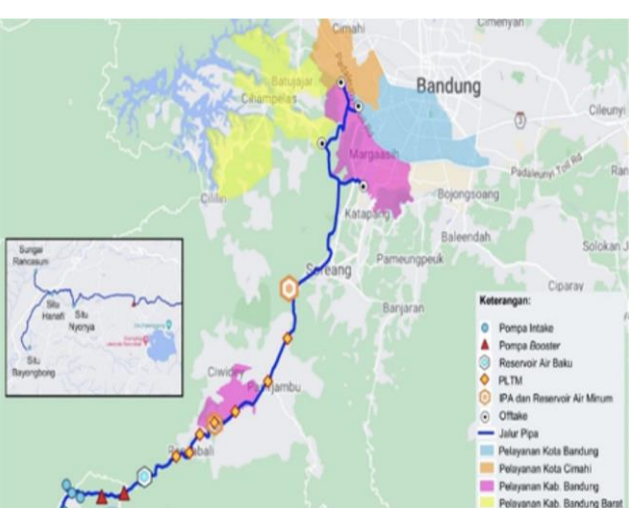 Cimahi
Cimenyan
Batujajar
Cihampelas
Bandung
Cileunyi
Margaasih
Padaleunyi Toll Rd
Cililin
Bojongsoang
Katapang
Baleendah
Solokan J
Pameungpeuk
Soreang
Ciparay
Banjaran
Sungai
Rancasuni
Situ
Hanafi
Situ
Nyonya
Situ
Bayongbong
Ciwidey
Pasirjambu
Keterangan:
Pompa Intake
Pompa Booster
Reservoir Air Baku
PLTM
IPA dan Reservoir Air Minum
Offtake
Jalur Pipa
Pelayanan Kota Bandung
Pelayanan Kota Cimahi
Pelayanan Kab. Bandung
Pelayanan Kab. Bandung Barat